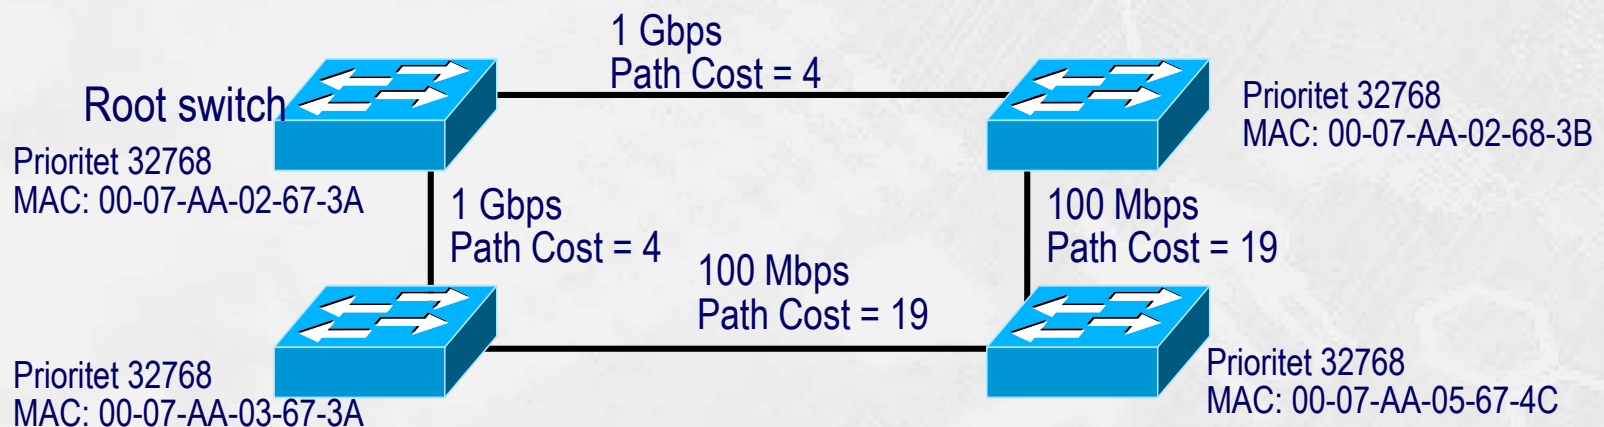 1 Gbps
Path Cost = 4
Root switch
Prioritet 32768
MAC: 00-07-AA-02-67-3A
Prioritet 32768
MAC: 00-07-AA-02-68-3B
1 Gbps
Path Cost = 4
100 Mbps
Path Cost = 19
100 Mbps
Path Cost = 19
Prioritet 32768
MAC: 00-07-AA-03-67-3A
Prioritet 32768
MAC: 00-07-AA-05-67-4C